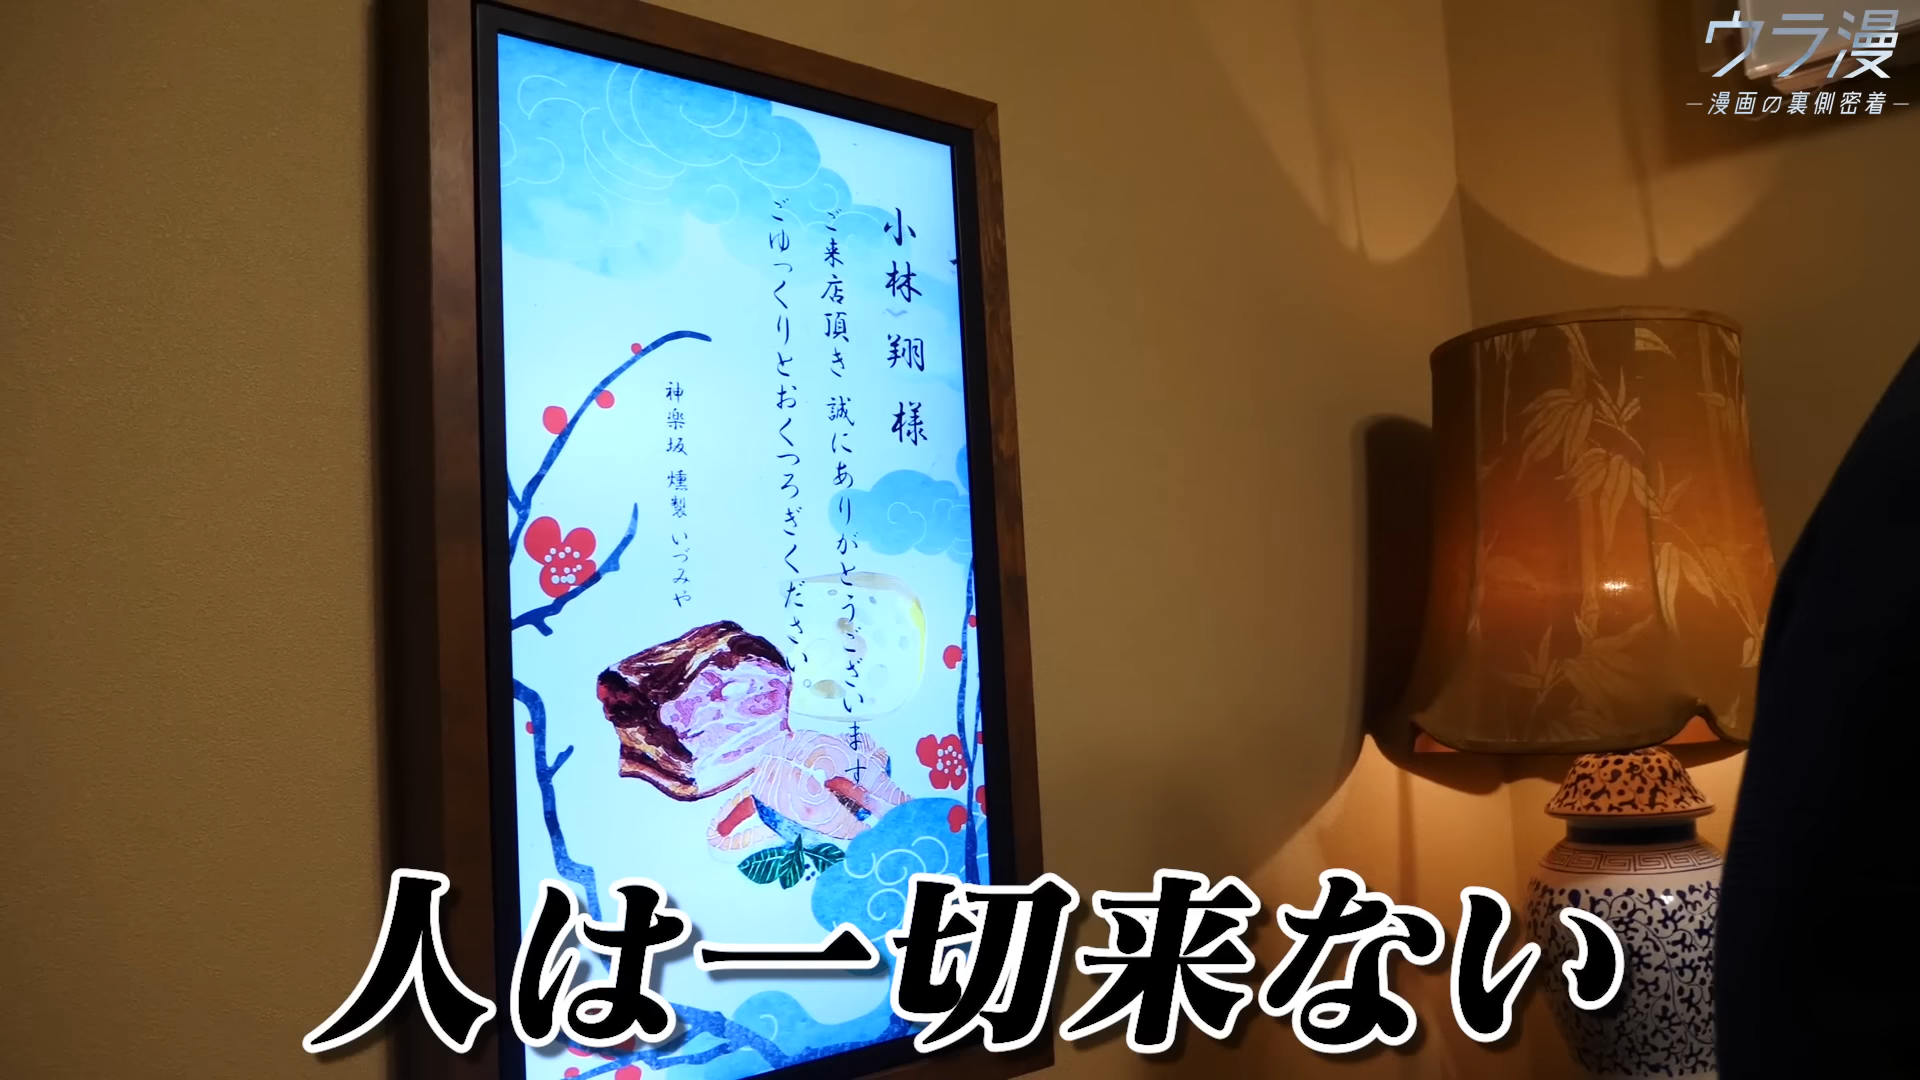 ウラ漫
－漫画の裏側密着－
小林 翔 様
ご来店頂き 誠にありがとうございます
ごゆっくりとおくつろぎください。
神楽坂 燻製 いづみや
人は一切来ない